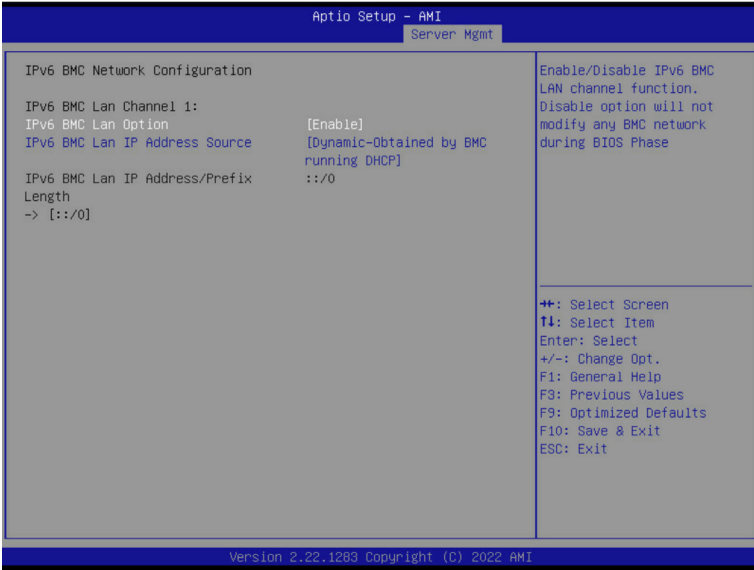 Aptio Setup – AMI
Server Mgmt
IPv6 BMC Network Configuration
IPv6 BMC Lan Channel 1:
IPv6 BMC Lan Option [Enable]
IPv6 BMC Lan IP Address Source [Dynamic-Obtained by BMC
running DHCP]
IPv6 BMC Lan IP Address/Prefix ::/0
Length
-> [::/0]
Enable/Disable IPv6 BMC
LAN channel function.
Disable option will not
modify any BMC network
during BIOS Phase
→←: Select Screen
↑↓: Select Item
Enter: Select
+/-: Change Opt.
F1: General Help
F3: Previous Values
F9: Optimized Defaults
F10: Save & Exit
ESC: Exit
Version 2.22.1283 Copyright (C) 2022 AMI